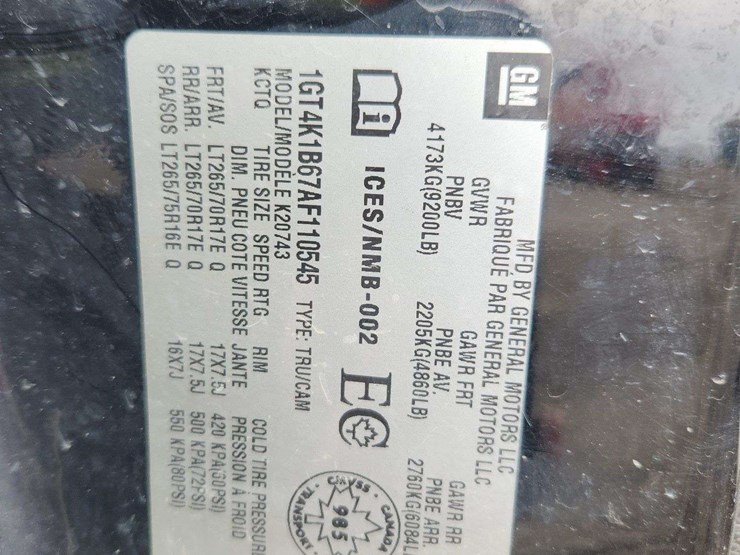 GM
MFD BY GENERAL MOTORS LLC
FABRIQUÉ PAR GENERAL MOTORS LLC
GVWR GAWR FRT GAWR RR
PNBV PNBE AV. PNBE ARR.
4173KG(9200LB) 2205KG(4860LB) 2760KG(6084L
i ICES/NMB-002 EC CANADA 985 TRANSPORT
1GT4K1B67AF110545 TYPE: TRU/CAM
MODEL/MODELE K20743
KCTQ TIRE SIZE SPEED RTG RIM COLD TIRE PRESSUR
DIM. PNEU COTE VITESSE JANTE PRESSION À FROID
FRT/AV. LT265/70R17E Q 17X7.5J 420 KPA(60PSI)
RR/ARR. LT265/70R17E Q 17X7.5J 500 KPA(72PSI)
SPA/SOS LT265/75R16E Q 16X7J 550 KPA(80PSI)